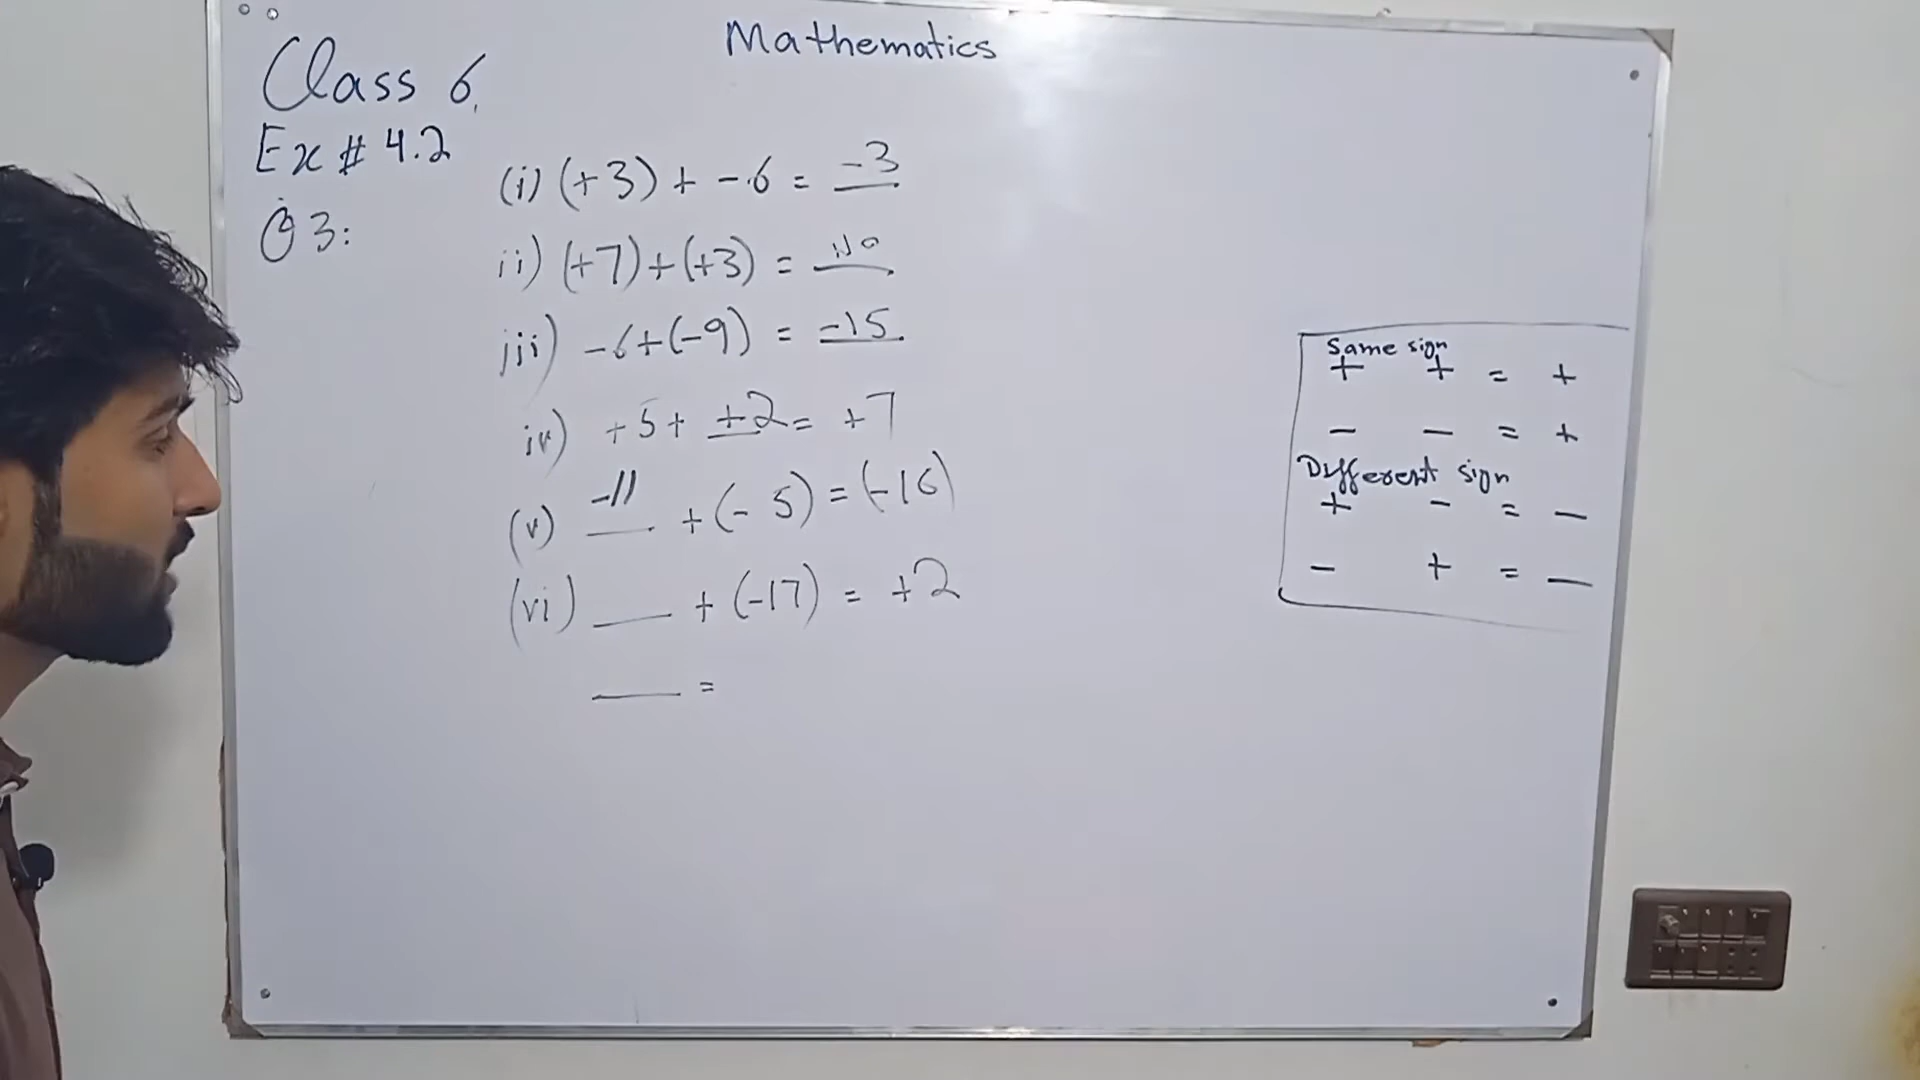 Mathematics
Class 6
Ex # 4.2
Q 3:
(i) (+3) + -6 = -3
ii) (+7)+(+3) = 10
iii) -6+(-9) = -15
iv) +5+ +2 = +7
(v) -11 + (-5) = (-16)
(vi) ___ + (-17) = +2
___ =
Same sign
+ + = +
- - = +
Different sign
+ - = -
- + = -